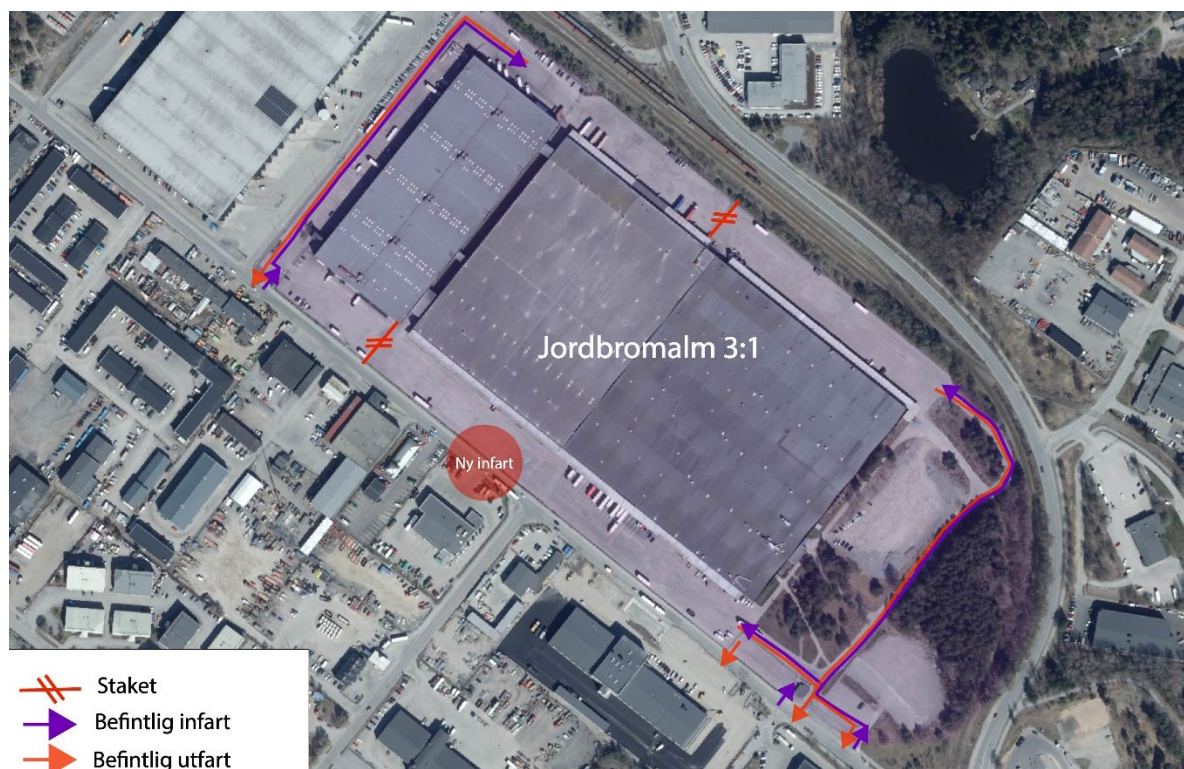 Jordbromalm 3:1
Ny infart
Staket
Befintlig infart
Befintlig utfart